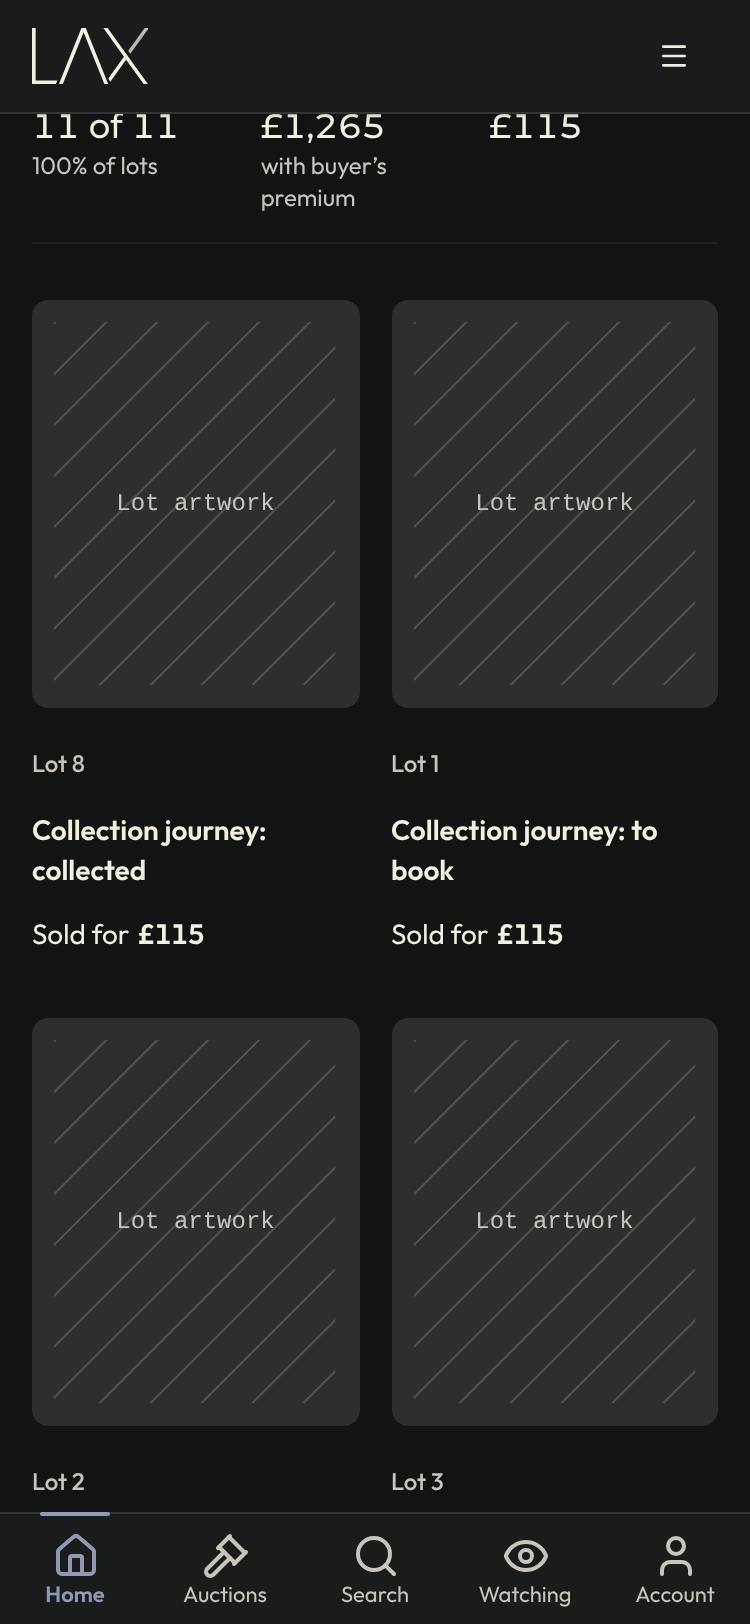 LAX
11 of 11
£1,265
£115
100% of lots
with buyer’s
premium
Lot artwork
Lot artwork
Lot 8
Lot 1
Collection journey:
collected
Collection journey: to
book
Sold for £115
Sold for £115
Lot artwork
Lot artwork
Lot 2
Lot 3
Home
Auctions
Search
Watching
Account